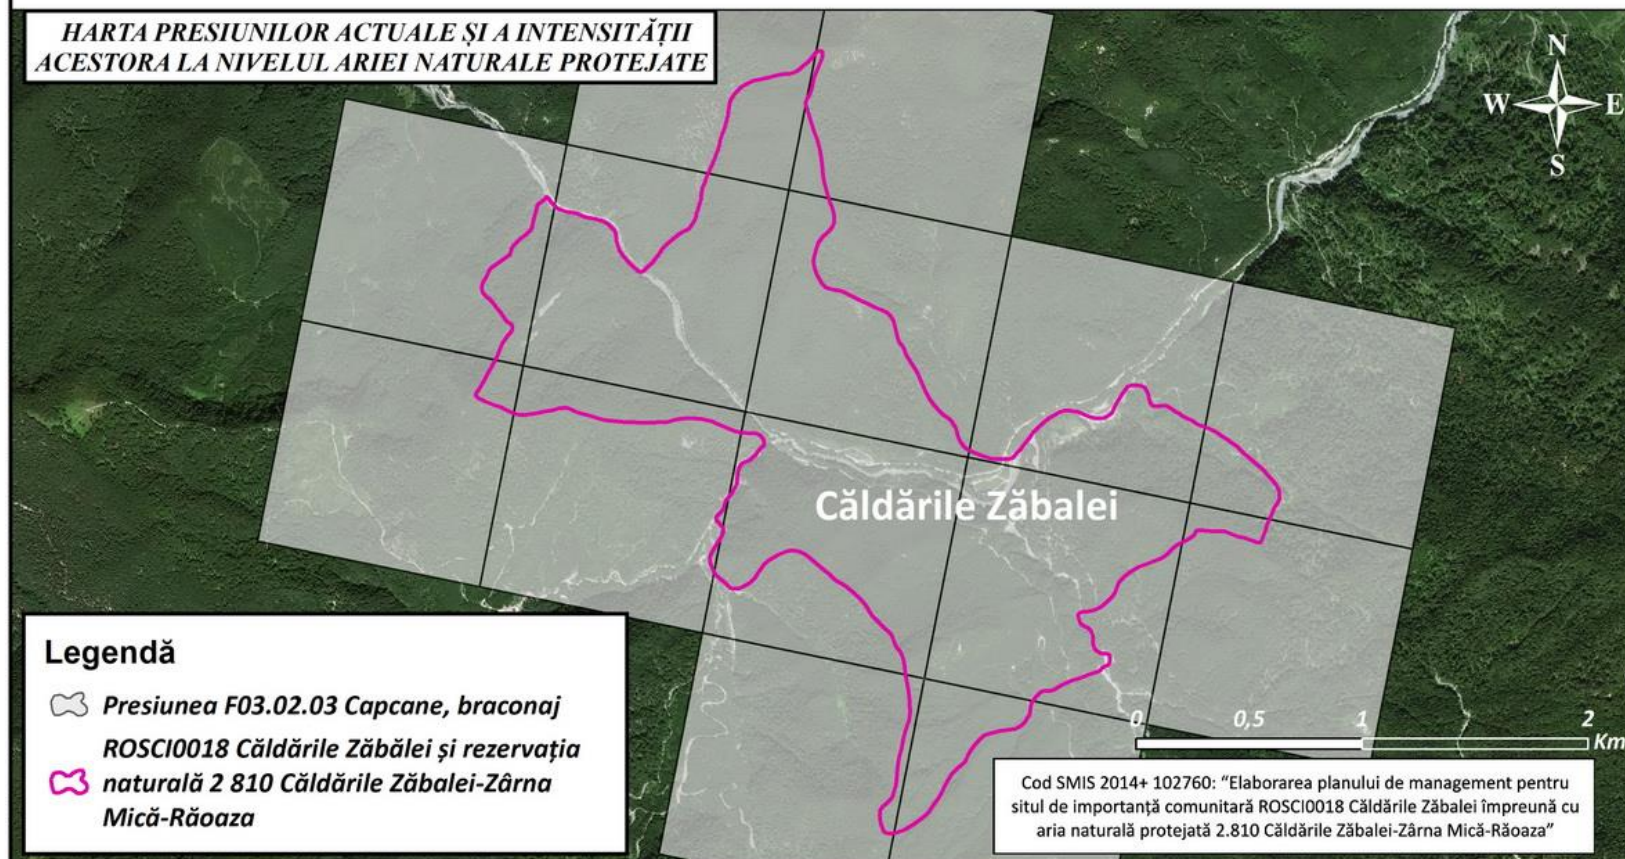 HARTA PRESIUNILOR ACTUALE ȘI A INTENSITĂȚII
ACESTORA LA NIVELUL ARIEI NATURALE PROTEJATE
N
W E
S
Căldările Zăbalei
Legendă
Presiunea F03.02.03 Capcane, braconaj
ROSCI0018 Căldările Zăbălei și rezervația
naturală 2 810 Căldările Zăbalei-Zârna
Mică-Răoaza
0 0,5 1 2
Km
Cod SMIS 2014+ 102760: “Elaborarea planului de management pentru
situl de importanță comunitară ROSCI0018 Căldările Zăbalei împreună cu
aria naturală protejată 2.810 Căldările Zăbalei-Zârna Mică-Răoaza”